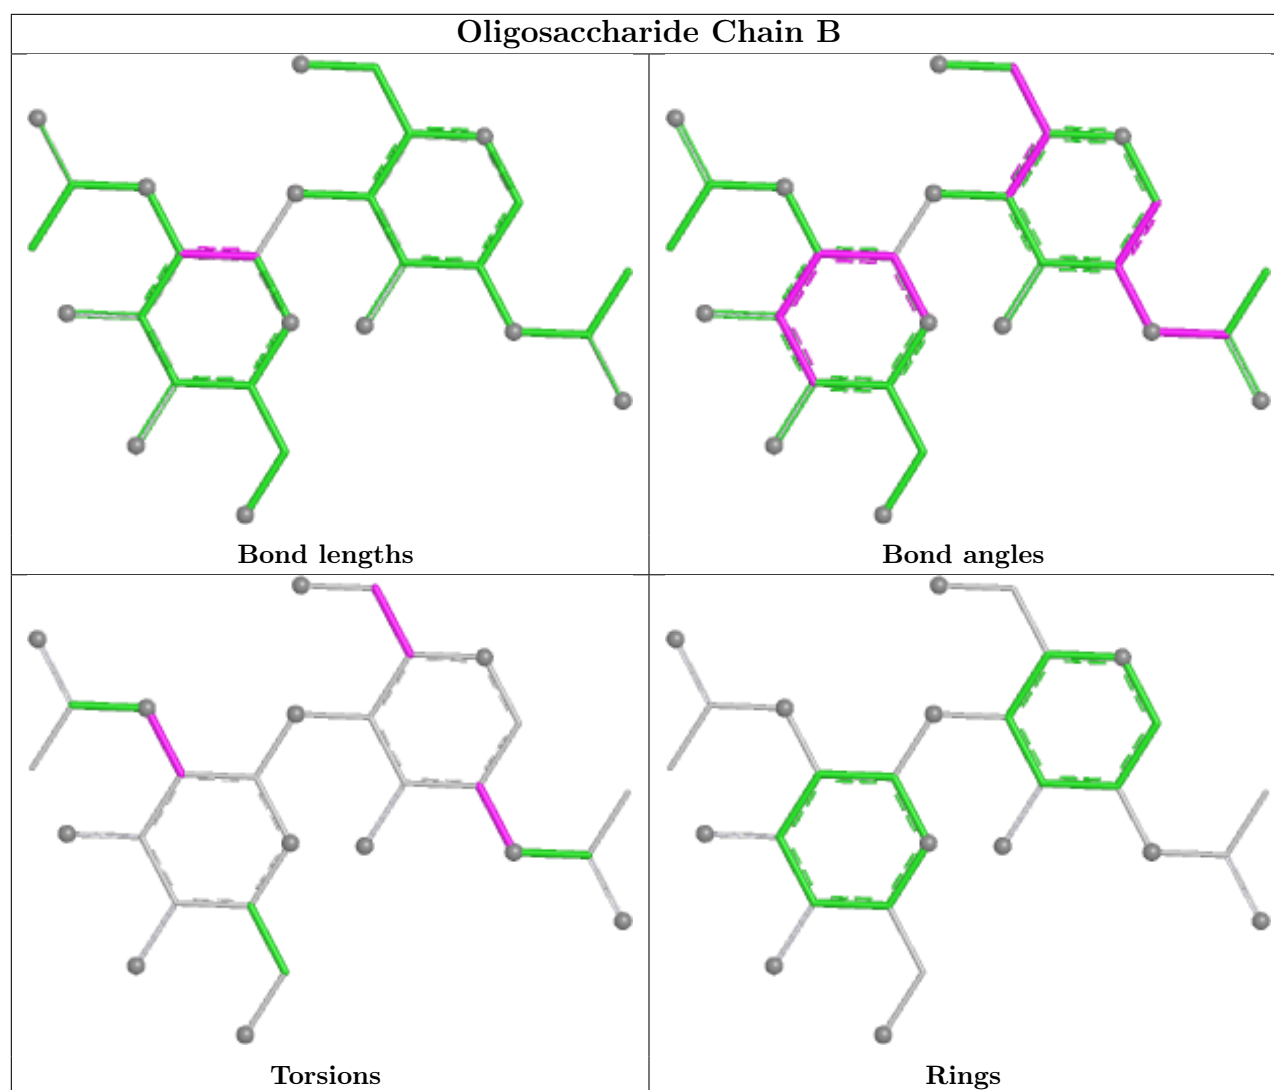 Oligosaccharide Chain B
Bond lengths
Bond angles
Torsions
Rings